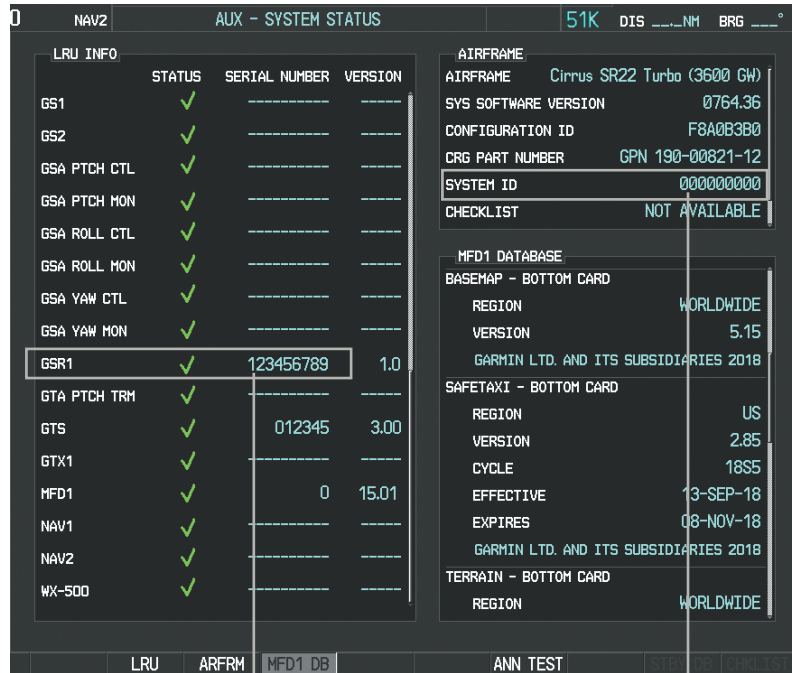 0 NAV2 AUX - SYSTEM STATUS 51K DIS __._NM BRG ___°
LRU INFO
STATUS SERIAL NUMBER VERSION
GS1 ✓ ---------- -----
GS2 ✓ ---------- -----
GSA PTCH CTL ✓ ---------- -----
GSA PTCH MON ✓ ---------- -----
GSA ROLL CTL ✓ ---------- -----
GSA ROLL MON ✓ ---------- -----
GSA YAW CTL ✓ ---------- -----
GSA YAW MON ✓ ---------- -----
GSR1 ✓ 123456789 1.0
GTA PTCH TRM ✓ ---------- -----
GTS ✓ 012345 3.00
GTX1 ✓ ---------- -----
MFD1 ✓ 0 15.01
NAV1 ✓ ---------- -----
NAV2 ✓ ---------- -----
WX-500 ✓ ---------- -----
AIRFRAME
AIRFRAME Cirrus SR22 Turbo (3600 GW)
SYS SOFTWARE VERSION 0764.36
CONFIGURATION ID F8A0B3B0
CRG PART NUMBER GPN 190-00821-12
SYSTEM ID 000000000
CHECKLIST NOT AVAILABLE
MFD1 DATABASE
BASEMAP - BOTTOM CARD
REGION WORLDWIDE
VERSION 5.15
GARMIN LTD. AND ITS SUBSIDIARIES 2018
SAFETAXI - BOTTOM CARD
REGION US
VERSION 2.85
CYCLE 18S5
EFFECTIVE 13-SEP-18
EXPIRES 08-NOV-18
GARMIN LTD. AND ITS SUBSIDIARIES 2018
TERRAIN - BOTTOM CARD
REGION WORLDWIDE
LRU ARFRM MFD1 DB ANN TEST STBY DB CHKLIST